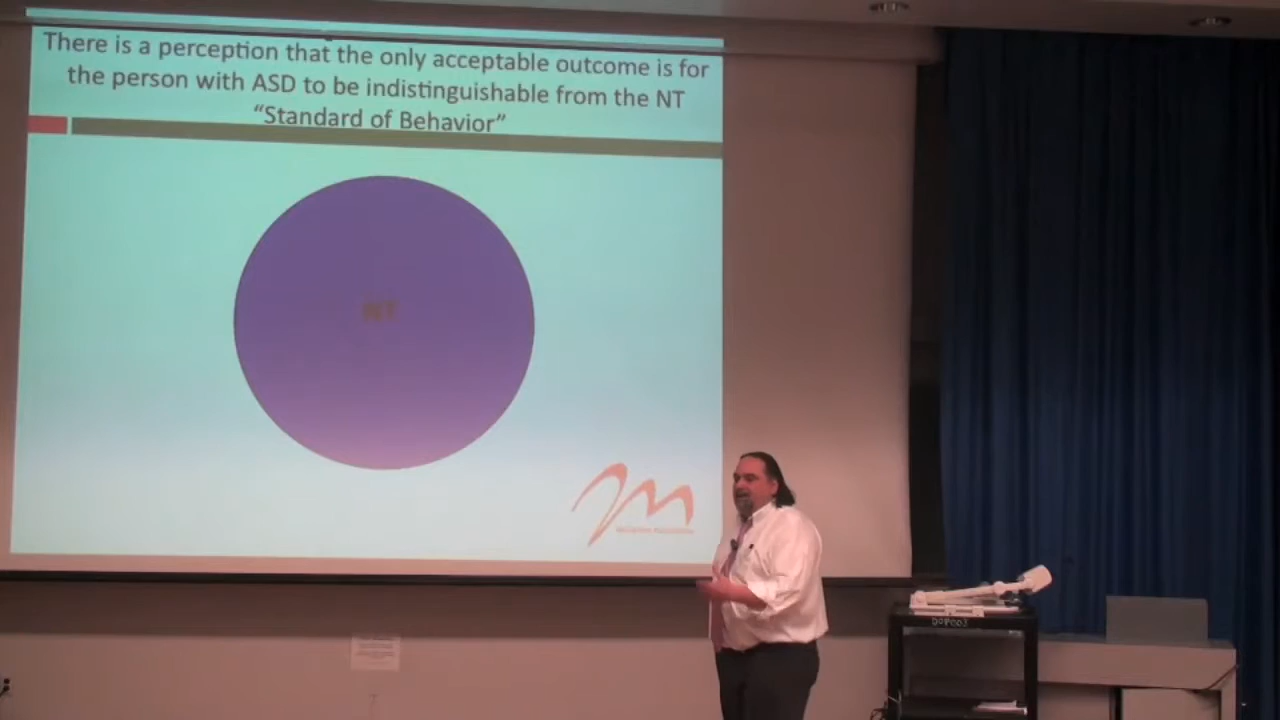 There is a perception that the only acceptable outcome is for
the person with ASD to be indistinguishable from the NT
“Standard of Behavior”
NT